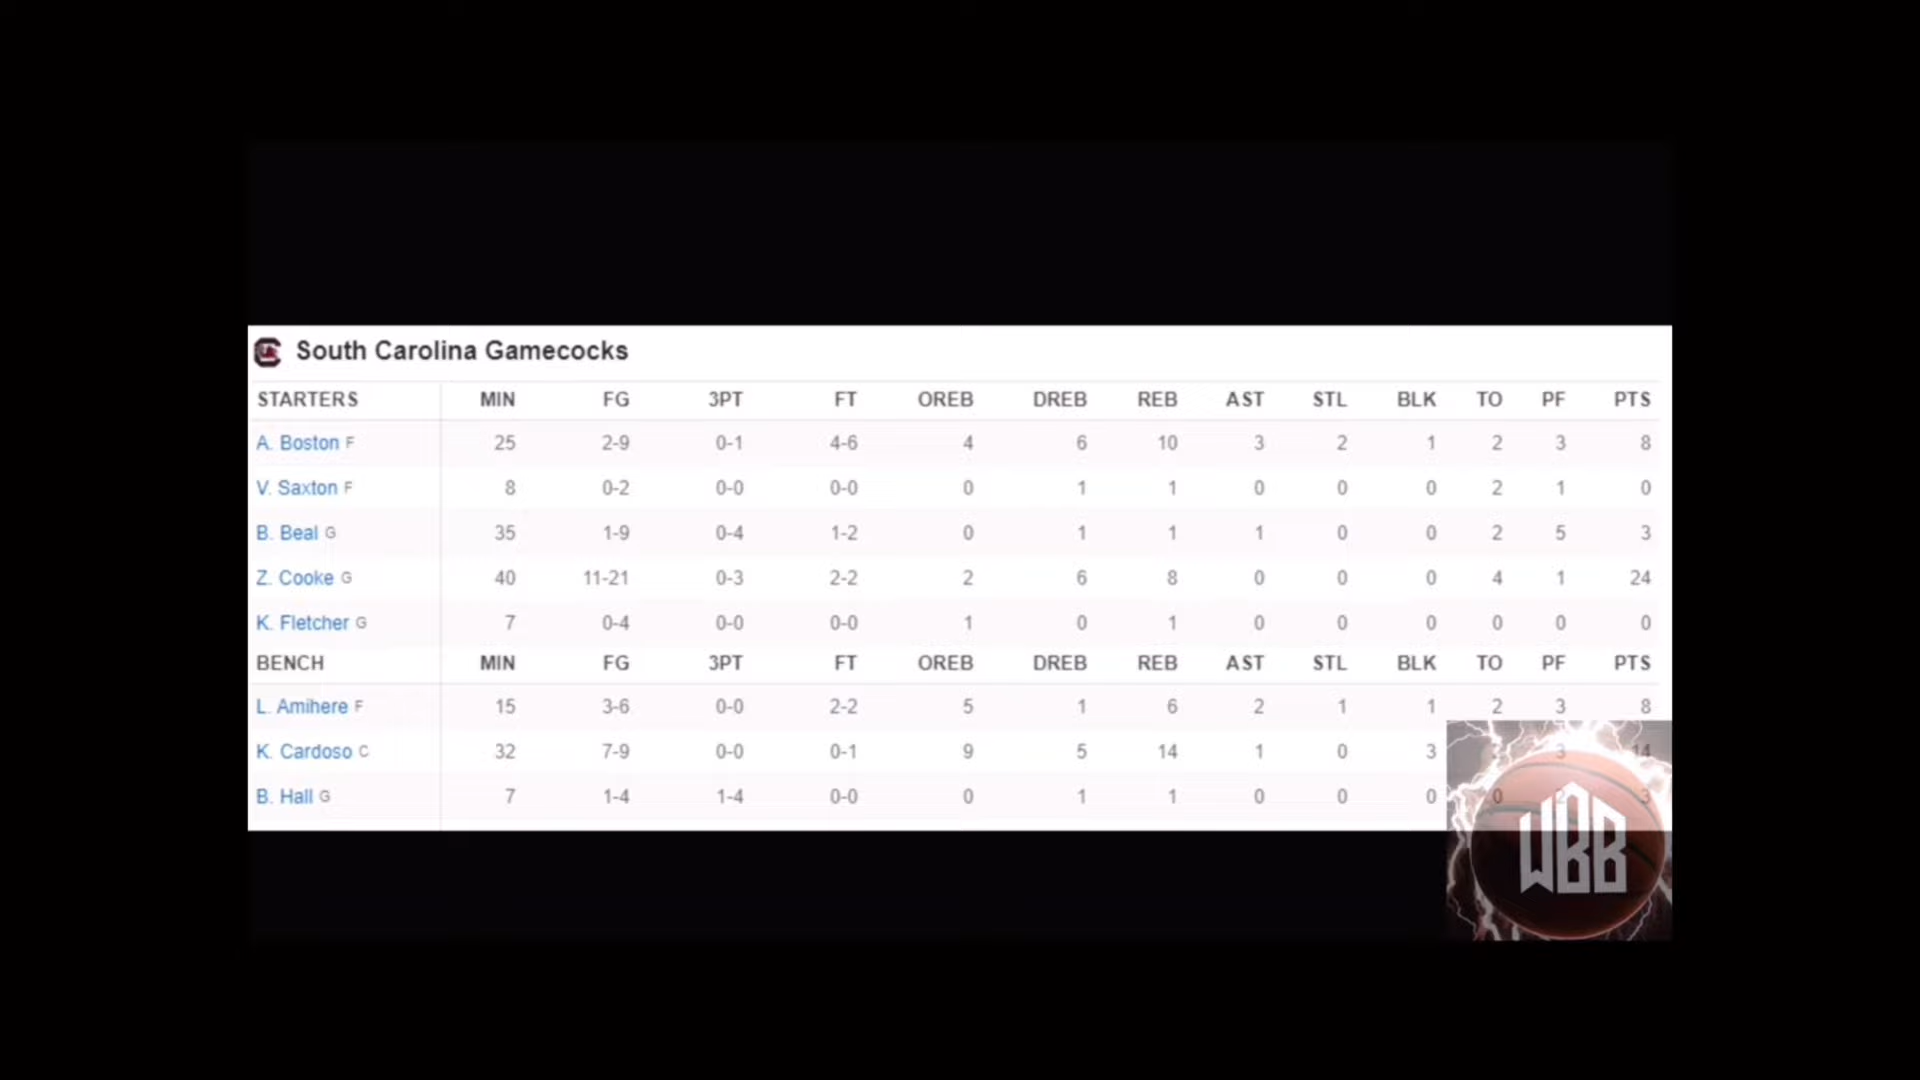 South Carolina Gamecocks
STARTERS MIN FG 3PT FT OREB DREB REB AST STL BLK TO PF PTS
A. Boston F 25 2-9 0-1 4-6 4 6 10 3 2 1 2 3 8
V. Saxton F 8 0-2 0-0 0-0 0 1 1 0 0 0 2 1 0
B. Beal G 35 1-9 0-4 1-2 0 1 1 1 0 0 2 5 3
Z. Cooke G 40 11-21 0-3 2-2 2 6 8 0 0 0 4 1 24
K. Fletcher G 7 0-4 0-0 0-0 1 0 1 0 0 0 0 0 0
BENCH MIN FG 3PT FT OREB DREB REB AST STL BLK TO PF PTS
L. Amihere F 15 3-6 0-0 2-2 5 1 6 2 1 1 2 3 8
K. Cardoso C 32 7-9 0-0 0-1 9 5 14 1 0 3 3 14
B. Hall G 7 1-4 1-4 0-0 0 1 1 0 0 0 0 2 3
WBB